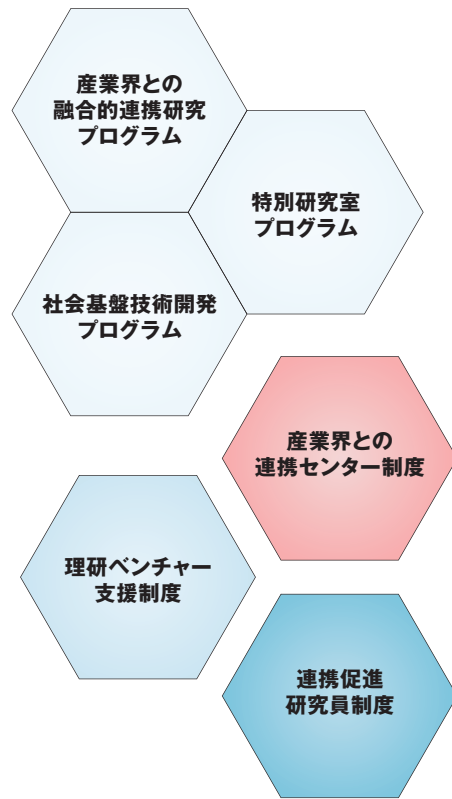 産業界との
融合的連携研究
プログラム
特別研究室
プログラム
社会基盤技術開発
プログラム
産業界との
連携センター制度
理研ベンチャー
支援制度
連携促進
研究員制度